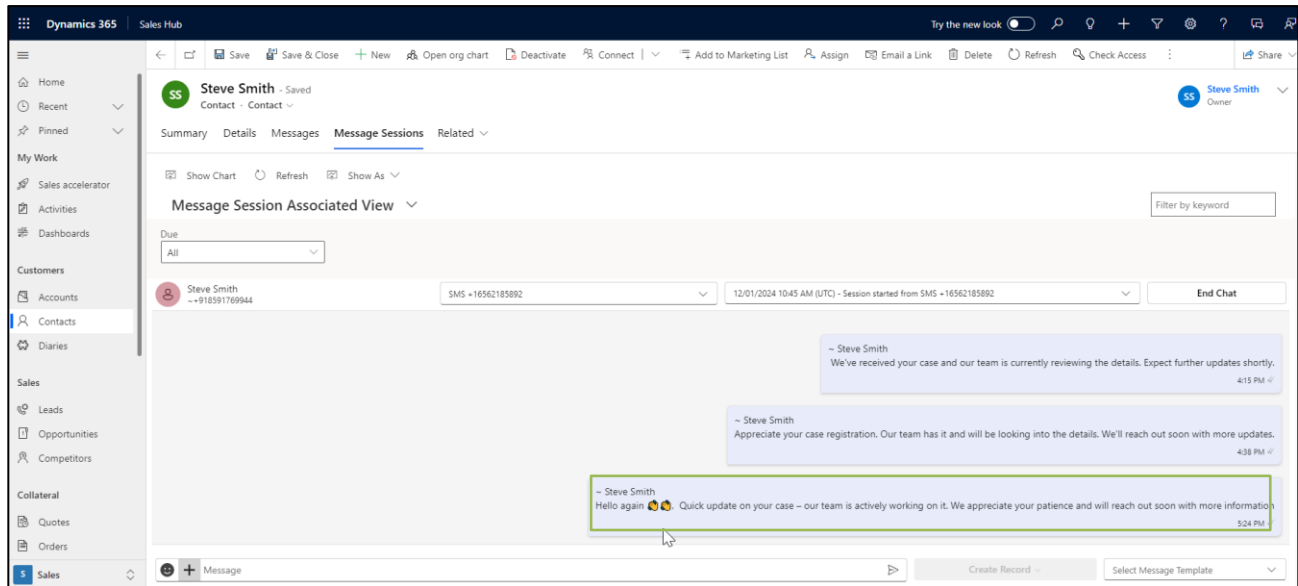 Dynamics 365 Sales Hub Try the new look
Save Save & Close New Open org chart Deactivate Connect Add to Marketing List Assign Email a Link Delete Refresh Check Access Share
Home
Recent
Pinned
My Work
Sales accelerator
Activities
Dashboards
Customers
Accounts
Contacts
Diaries
Sales
Leads
Opportunities
Competitors
Collateral
Quotes
Orders
S Sales
SS
Steve Smith - Saved
Contact · Contact
SS
Steve Smith
Owner
Summary Details Messages Message Sessions Related
Show Chart Refresh Show As
Message Session Associated View
Filter by keyword
Due
All
Steve Smith
~+918591769944
SMS +16562185892
12/01/2024 10:45 AM (UTC) - Session started from SMS +16562185892
End Chat
~ Steve Smith
We've received your case and our team is currently reviewing the details. Expect further updates shortly.
4:15 PM
~ Steve Smith
Appreciate your case registration. Our team has it and will be looking into the details. We'll reach out soon with more updates.
4:38 PM
~ Steve Smith
Hello again 👏👏. Quick update on your case – our team is actively working on it. We appreciate your patience and will reach out soon with more information
5:24 PM
Message
Create Record
Select Message Template